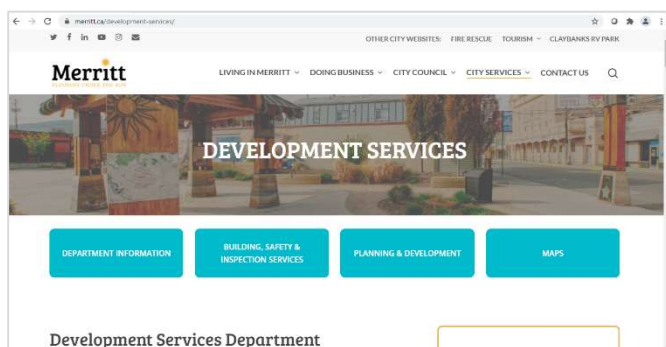 merritt.ca/development-services/
OTHER CITY WEBSITES: FIRE RESCUE TOURISM CLAYBANKS RV PARK
Merritt
LIVING IN MERRITT DOING BUSINESS CITY COUNCIL CITY SERVICES CONTACT US
DEVELOPMENT SERVICES
DEPARTMENT INFORMATION
BUILDING, SAFETY &
INSPECTION SERVICES
PLANNING & DEVELOPMENT
MAPS
Development Services Department